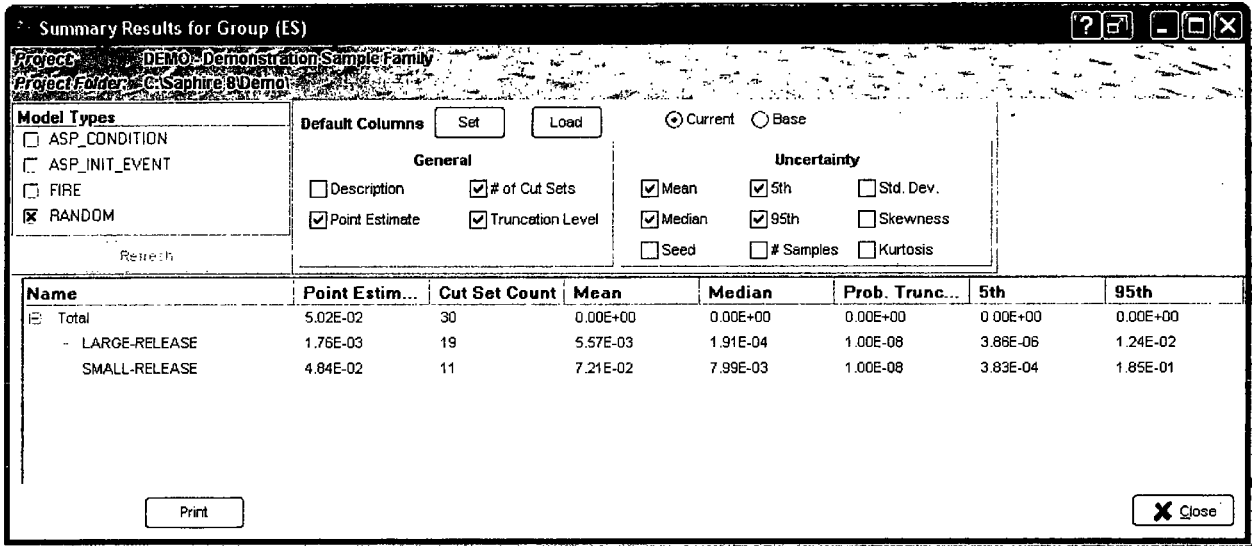 Summary Results for Group (ES)
Project: DEMO - Demonstration Sample Family
Project Folder: C:\Saphire 8\Demo\
Model Types
ASP_CONDITION
ASP_INIT_EVENT
FIRE
RANDOM
Refresh
Default Columns Set Load Current Base
General
Description # of Cut Sets
Point Estimate Truncation Level
Uncertainty
Mean 5th Std. Dev.
Median 95th Skewness
Seed # Samples Kurtosis
Name Point Estim... Cut Set Count Mean Median Prob. Trunc... 5th 95th
Total 5.02E-02 30 0.00E+00 0.00E+00 0.00E+00 0.00E+00 0.00E+00
LARGE-RELEASE 1.76E-03 19 5.57E-03 1.91E-04 1.00E-08 3.86E-06 1.24E-02
SMALL-RELEASE 4.84E-02 11 7.21E-02 7.99E-03 1.00E-08 3.83E-04 1.85E-01
Print Close